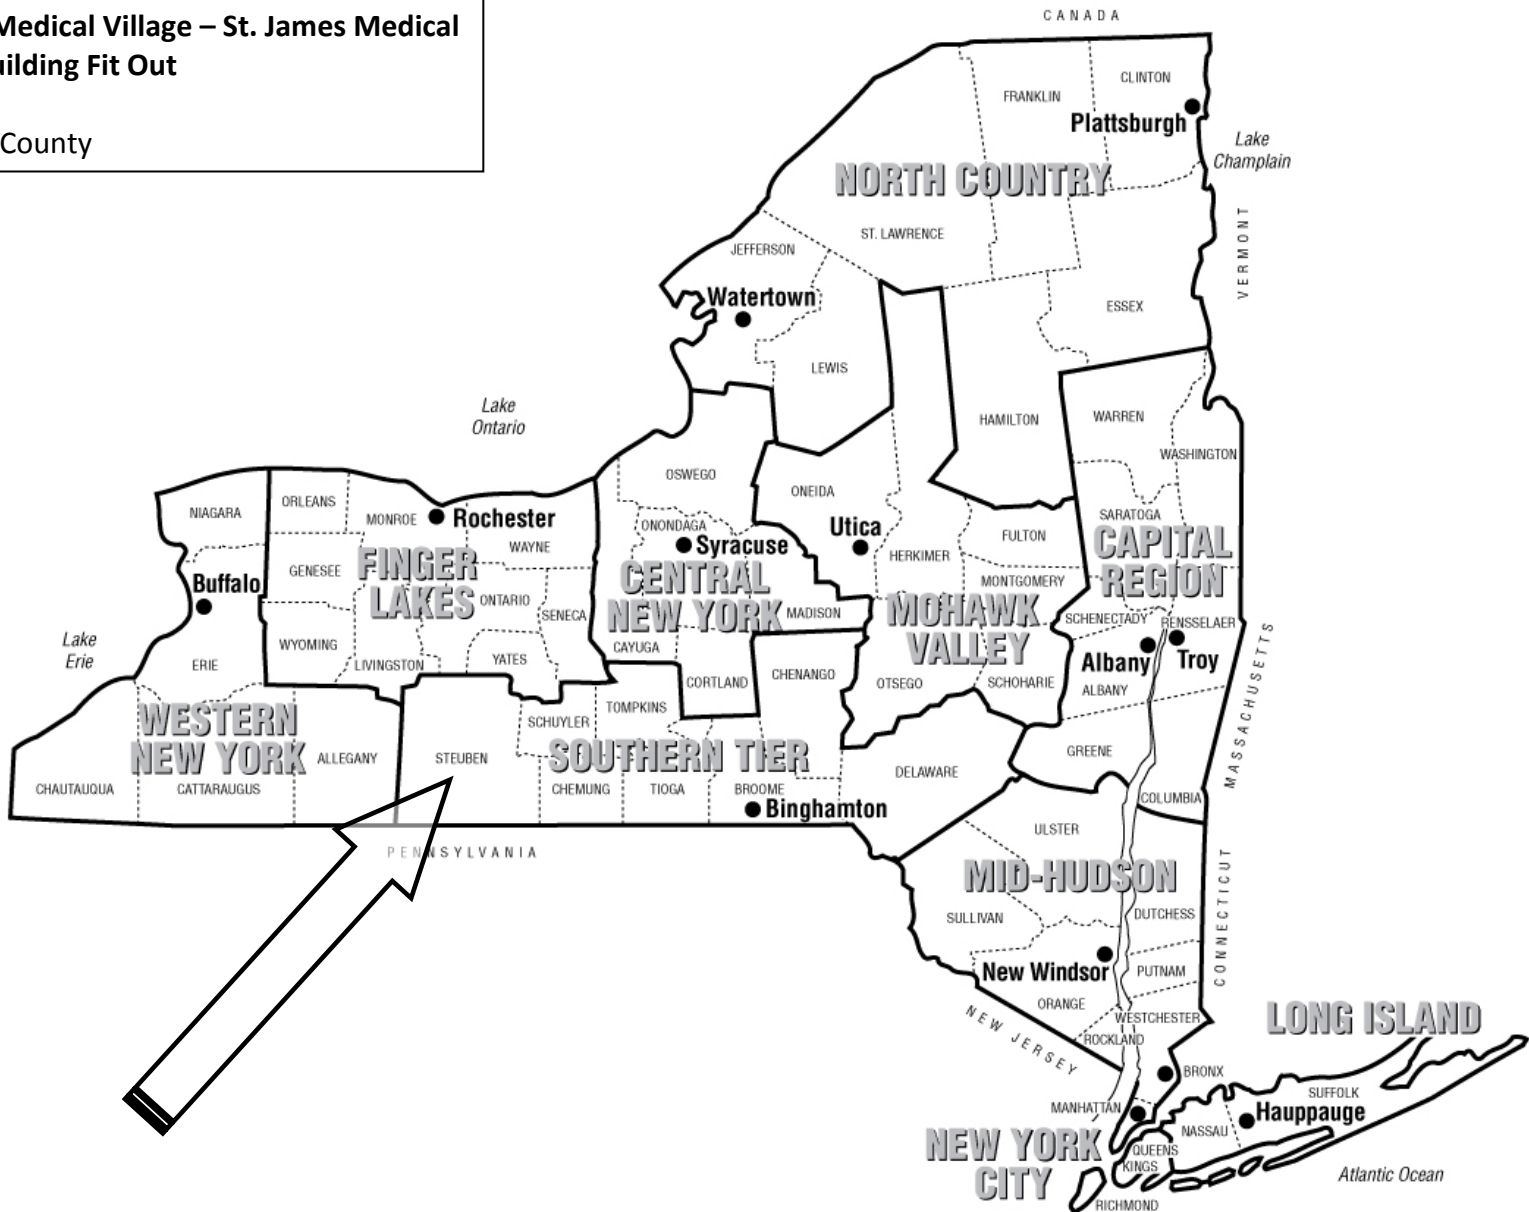 Medical Village – St. James Medical
uilding Fit Out
County
CANADA
CLINTON
FRANKLIN
Plattsburgh
Lake
Champlain
NORTH COUNTRY
VERMONT
ST. LAWRENCE
JEFFERSON
Watertown
ESSEX
LEWIS
Lake
Ontario
HAMILTON
WARREN
WASHINGTON
OSWEGO
ONEIDA
NIAGARA
ORLEANS
MONROE
Rochester
ONONDAGA
Syracuse
Utica
SARATOGA
FULTON
WAYNE
HERKIMER
CAPITAL
REGION
Buffalo
GENESEE
FINGER
LAKES
CENTRAL
NEW YORK
MONTGOMERY
ONTARIO
SENECA
MADISON
MOHAWK
VALLEY
SCHENECTADY
RENSSELAER
Lake
Erie
WYOMING
CAYUGA
ERIE
LIVINGSTON
YATES
CHENANGO
CORTLAND
OTSEGO
SCHOHARIE
Albany
Troy
ALBANY
MASSACHUSETTS
TOMPKINS
SCHUYLER
WESTERN
NEW YORK
ALLEGANY
STEUBEN
SOUTHERN TIER
GREENE
DELAWARE
CHAUTAUQUA
CATTARAUGUS
CHEMUNG
TIOGA
BROOME
Binghamton
COLUMBIA
ULSTER
PENNSYLVANIA
MID-HUDSON
CONNECTICUT
SULLIVAN
DUTCHESS
New Windsor
PUTNAM
ORANGE
NEW JERSEY
WESTCHESTER
ROCKLAND
LONG ISLAND
BRONX
SUFFOLK
MANHATTAN
Hauppauge
NASSAU
NEW YORK
CITY
QUEENS
KINGS
Atlantic Ocean
RICHMOND